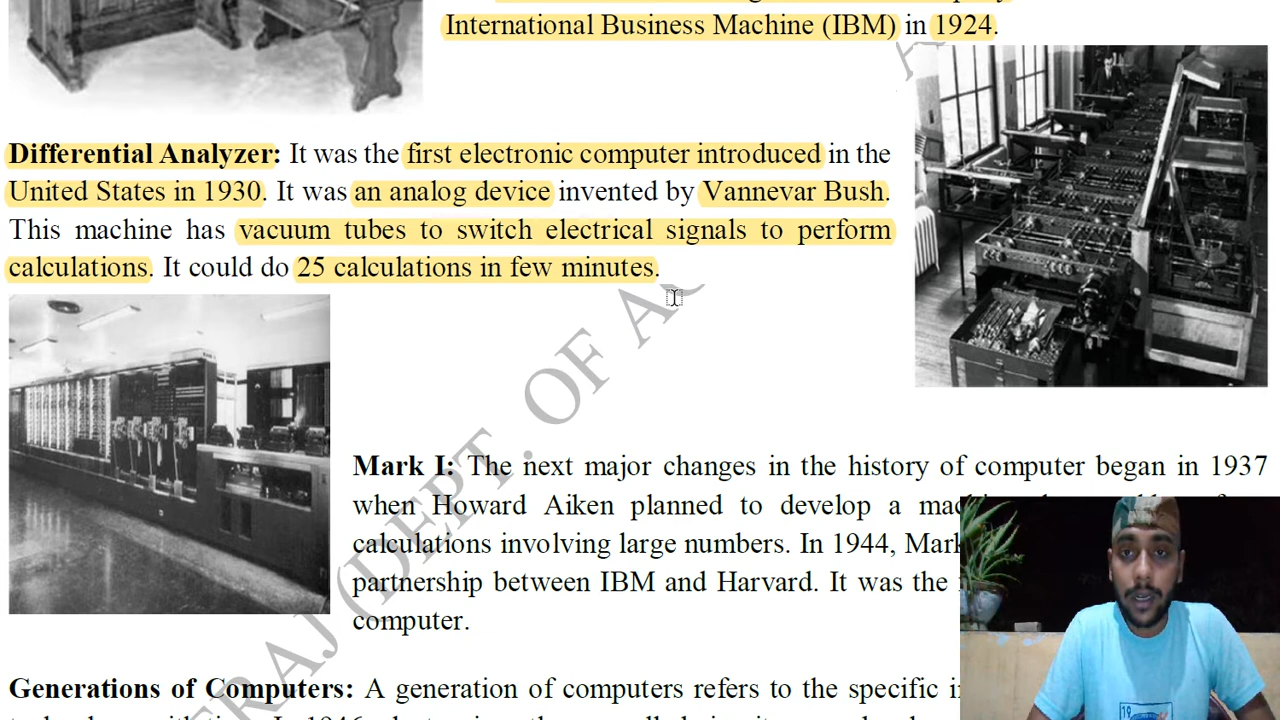 International Business Machine (IBM) in 1924.
Differential Analyzer: It was the first electronic computer introduced in the
United States in 1930. It was an analog device invented by Vannevar Bush.
This machine has vacuum tubes to switch electrical signals to perform
calculations. It could do 25 calculations in few minutes.
Mark I: The next major changes in the history of computer began in 1937
when Howard Aiken planned to develop a
calculations involving large numbers. In 1944, Mark
partnership between IBM and Harvard. It was the
computer.
Generations of Computers: A generation of computers refers to the specific
(DEPT. OF
19